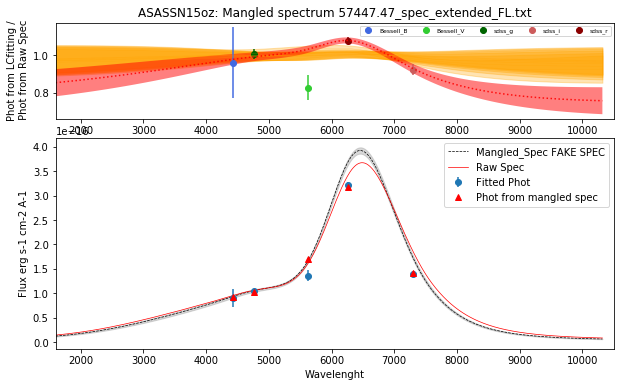 ASASSN15oz: Mangled spectrum 57447.47_spec_extended_FL.txt
Phot from LCfitting /
Phot from Raw Spec
Bessell_B Bessell_V sdss_g sdss_i sdss_r
1.0
0.8
2000 3000 4000 5000 6000 7000 8000 9000 10000
1e−16
Flux erg s-1 cm-2 A-1
4.0
3.5
3.0
2.5
2.0
1.5
1.0
0.5
0.0
Mangled_Spec FAKE SPEC
Raw Spec
Fitted Phot
Phot from mangled spec
2000 3000 4000 5000 6000 7000 8000 9000 10000
Wavelenght